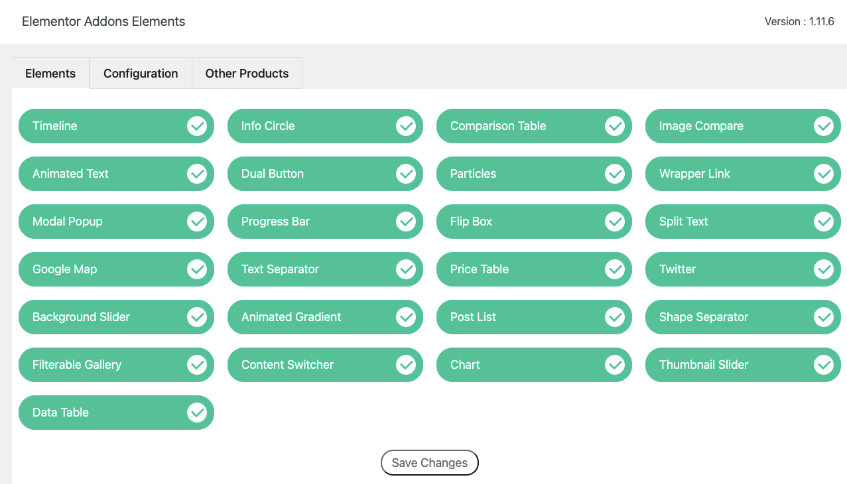 Elementor Addons Elements
Version : 1.11.6
Elements
Configuration
Other Products
Timeline
Info Circle
Comparison Table
Image Compare
Animated Text
Dual Button
Particles
Wrapper Link
Modal Popup
Progress Bar
Flip Box
Split Text
Google Map
Text Separator
Price Table
Twitter
Background Slider
Animated Gradient
Post List
Shape Separator
Filterable Gallery
Content Switcher
Chart
Thumbnail Slider
Data Table
Save Changes